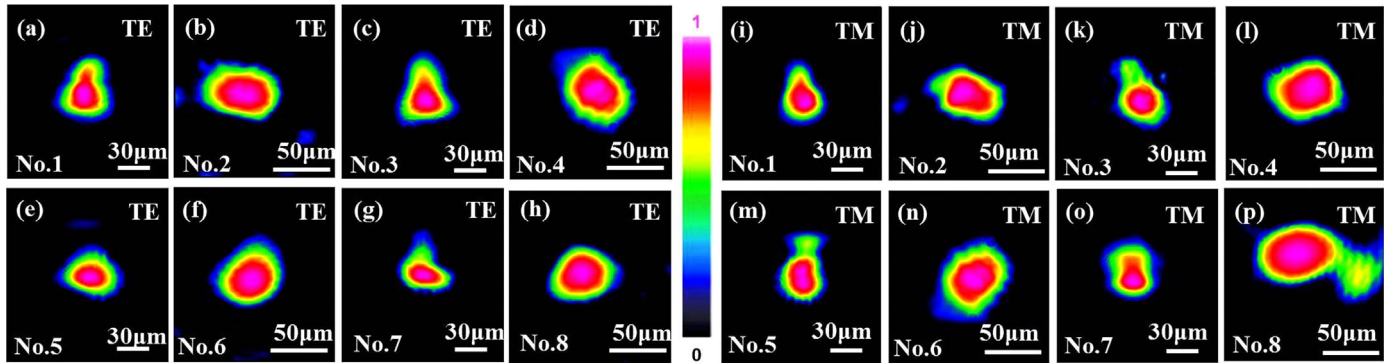 (a) TE
No.1 30μm
(b) TE
No.2 50μm
(c) TE
No.3 30μm
(d) TE
No.4 50μm
1
(i) TM
No.1 30μm
(j) TM
No.2 50μm
(k) TM
No.3 30μm
(l) TM
No.4 50μm
(e) TE
No.5 30μm
(f) TE
No.6 50μm
(g) TE
No.7 30μm
(h) TE
No.8 50μm
0
(m) TM
No.5 30μm
(n) TM
No.6 50μm
(o) TM
No.7 30μm
(p) TM
No.8 50μm